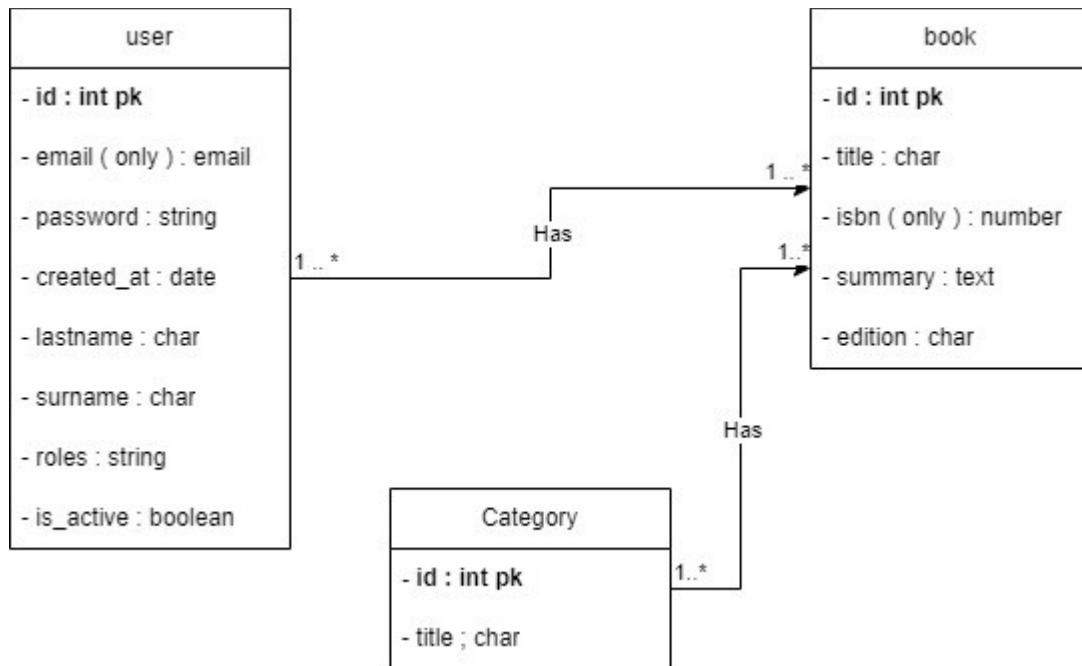 user
- id : int pk
- email ( only ) : email
- password : string
- created_at : date
- lastname : char
- surname : char
- roles : string
- is_active : boolean
1 .. *
Has
1 .. *
book
- id : int pk
- title : char
- isbn ( only ) : number
- summary : text
- edition : char
1..*
Has
1..*
Category
- id : int pk
- title ; char